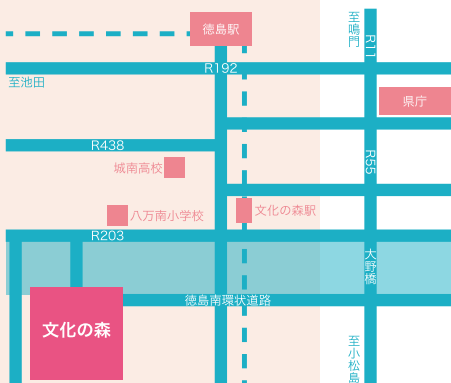 徳島駅
至鳴門
R11
R192
至池田
県庁
R438
城南高校
R55
八万南小学校
文化の森駅
R203
大野橋
徳島南環状道路
文化の森
至小松島